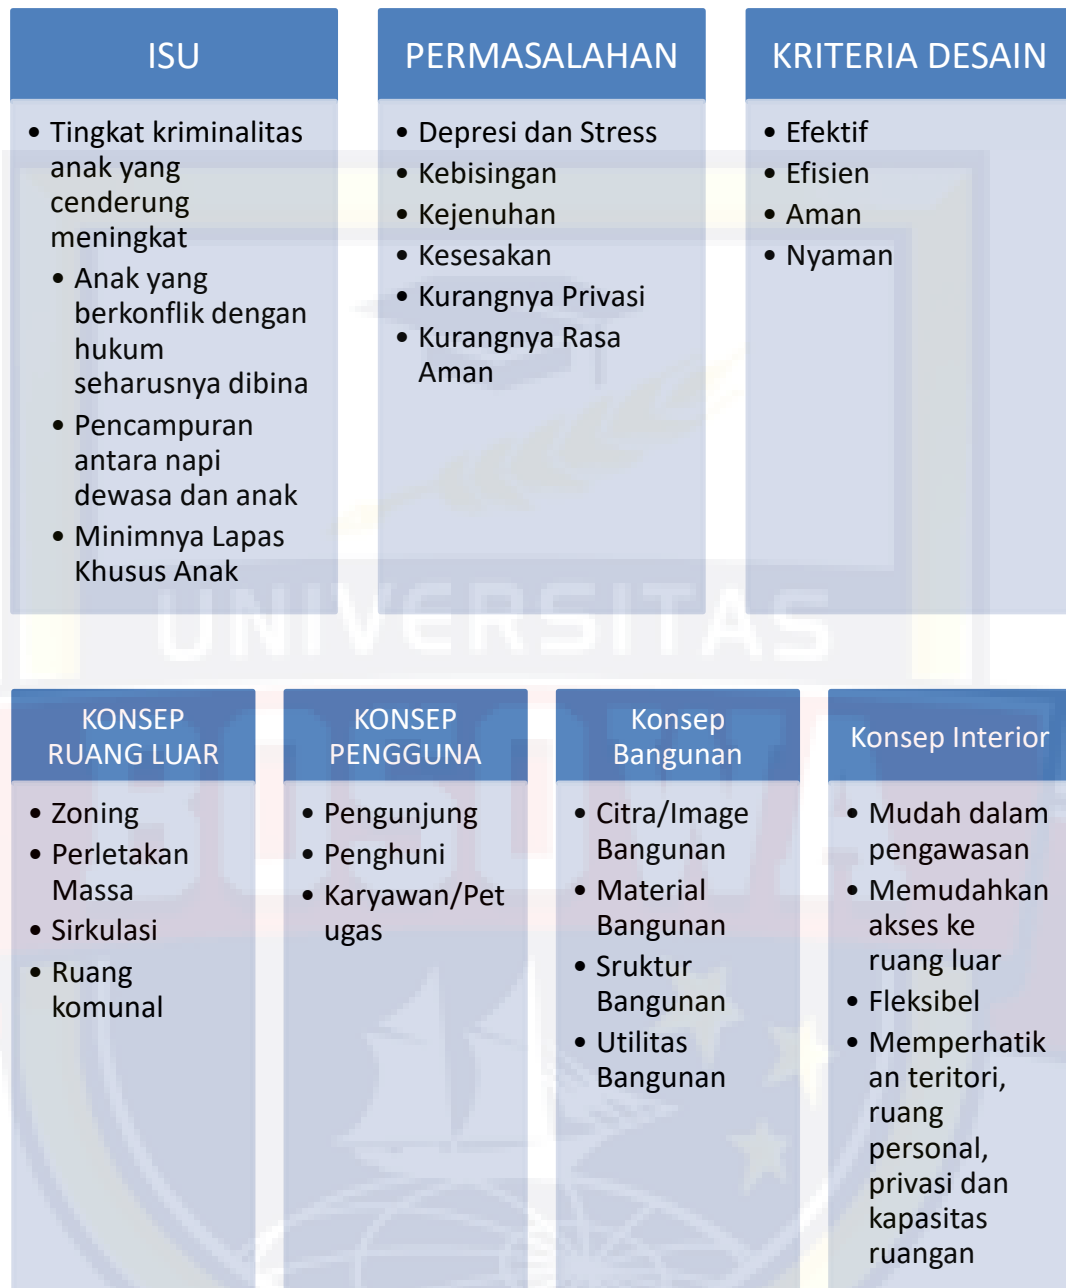 ISU
• Tingkat kriminalitas
anak yang
cenderung
meningkat
• Anak yang
berkonflik dengan
hukum
seharusnya dibina
• Pencampuran
antara napi
dewasa dan anak
• Minimnya Lapas
Khusus Anak
PERMASALAHAN
• Depresi dan Stress
• Kebisingan
• Kejenuhan
• Kesesakan
• Kurangnya Privasi
• Kurangnya Rasa
Aman
KRITERIA DESAIN
• Efektif
• Efisien
• Aman
• Nyaman
UNIVERSITAS
BOSOWA
KONSEP
RUANG LUAR
• Zoning
• Perletakan
Massa
• Sirkulasi
• Ruang
komunal
KONSEP
PENGGUNA
• Pengunjung
• Penghuni
• Karyawan/Pet
ugas
Konsep
Bangunan
• Citra/Image
Bangunan
• Material
Bangunan
• Sruktur
Bangunan
• Utilitas
Bangunan
Konsep Interior
• Mudah dalam
pengawasan
• Memudahkan
akses ke
ruang luar
• Fleksibel
• Memperhatik
an teritori,
ruang
personal,
privasi dan
kapasitas
ruangan